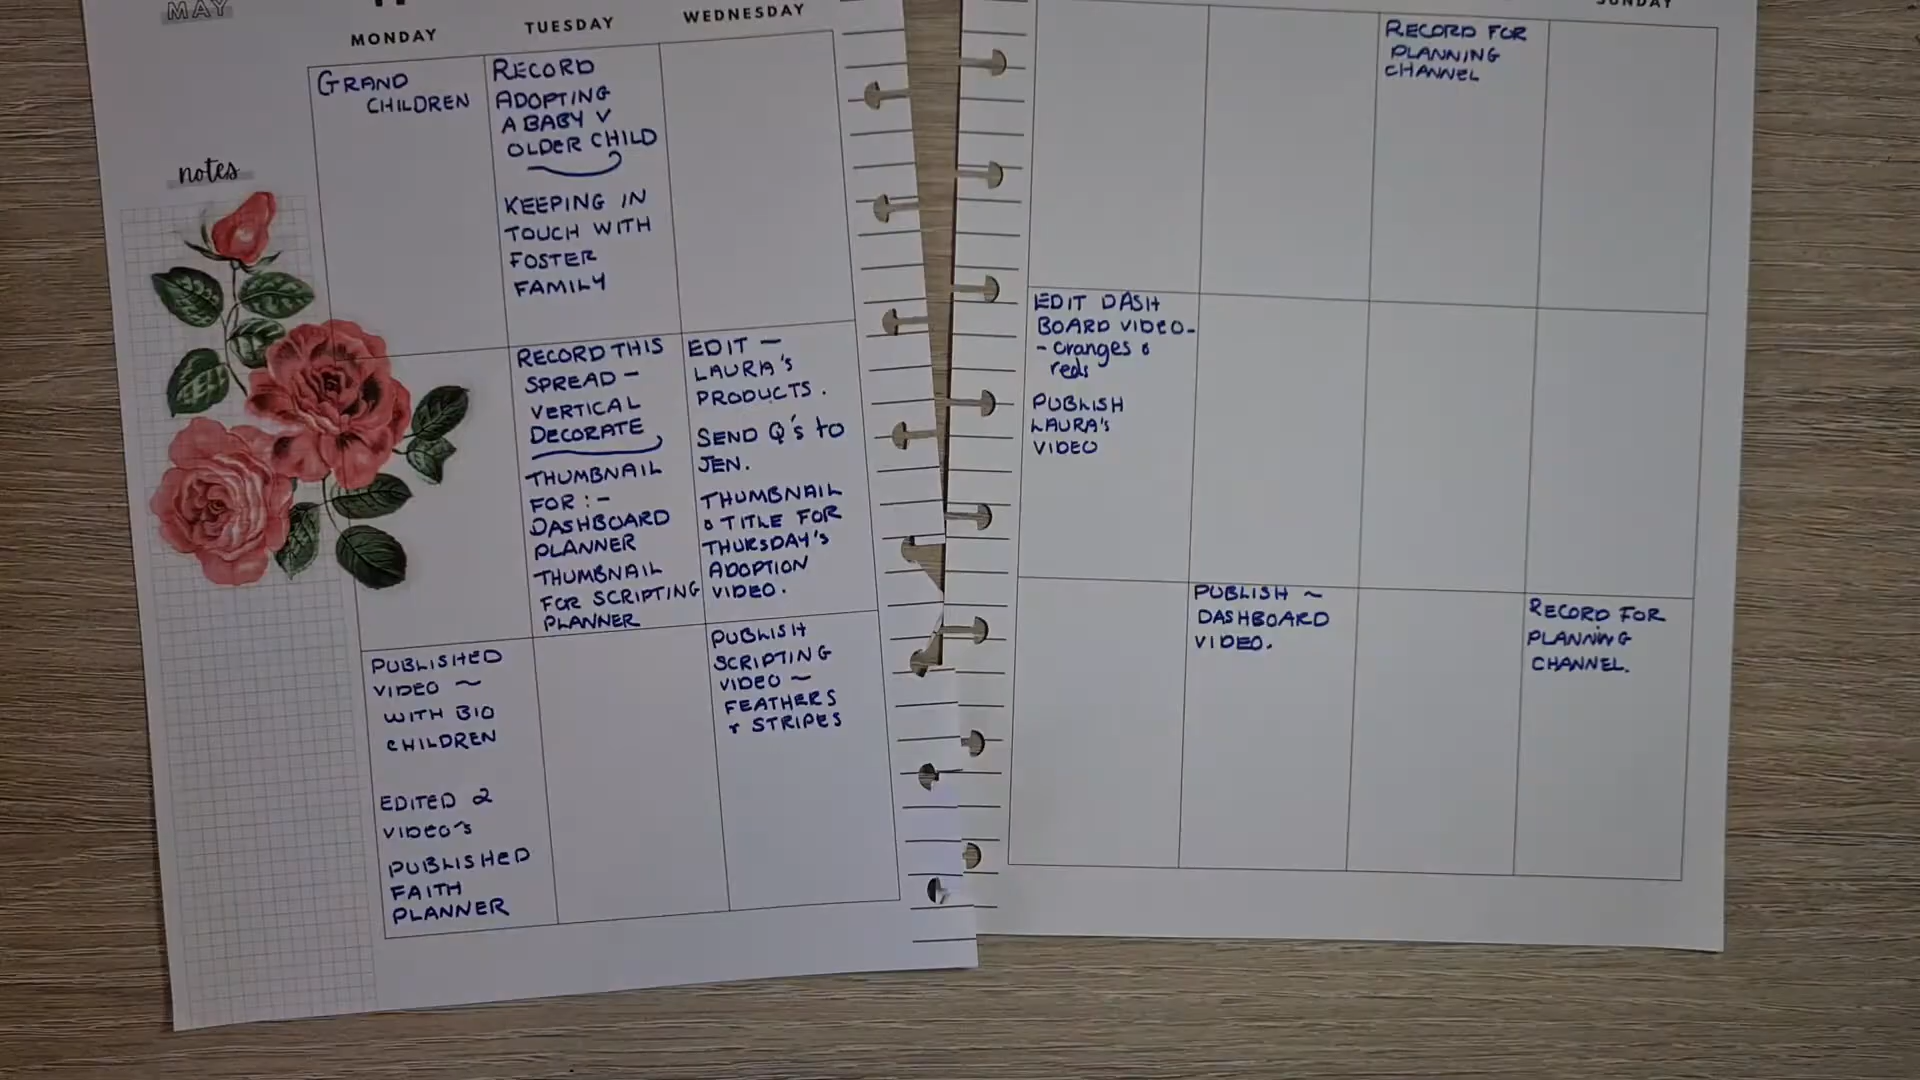 MAY
MONDAY
TUESDAY
WEDNESDAY
SUNDAY
notes
GRAND
CHILDREN
RECORD
ADOPTING
A BABY V
OLDER CHILD
KEEPING IN
TOUCH WITH
FOSTER
FAMILY
RECORD THIS
SPREAD -
VERTICAL
DECORATE
THUMBNAIL
FOR :-
DASHBOARD
PLANNER
THUMBNAIL
FOR SCRIPTING
PLANNER
EDIT -
LAURA'S
PRODUCTS.
SEND Q'S to
JEN.
THUMBNAIL
& TITLE FOR
THURSDAY'S
ADOPTION
VIDEO.
PUBLISHED
VIDEO ~
WITH BIO
CHILDREN
EDITED 2
VIDEO'S
PUBLISHED
FAITH
PLANNER
PUBLISH
SCRIPTING
VIDEO ~
FEATHERS
+ STRIPES
RECORD FOR
PLANNING
CHANNEL
EDIT DASH
BOARD VIDEO-
- oranges &
reds
PUBLISH
LAURA'S
VIDEO
PUBLISH ~
DASHBOARD
VIDEO.
RECORD FOR
PLANNING
CHANNEL.